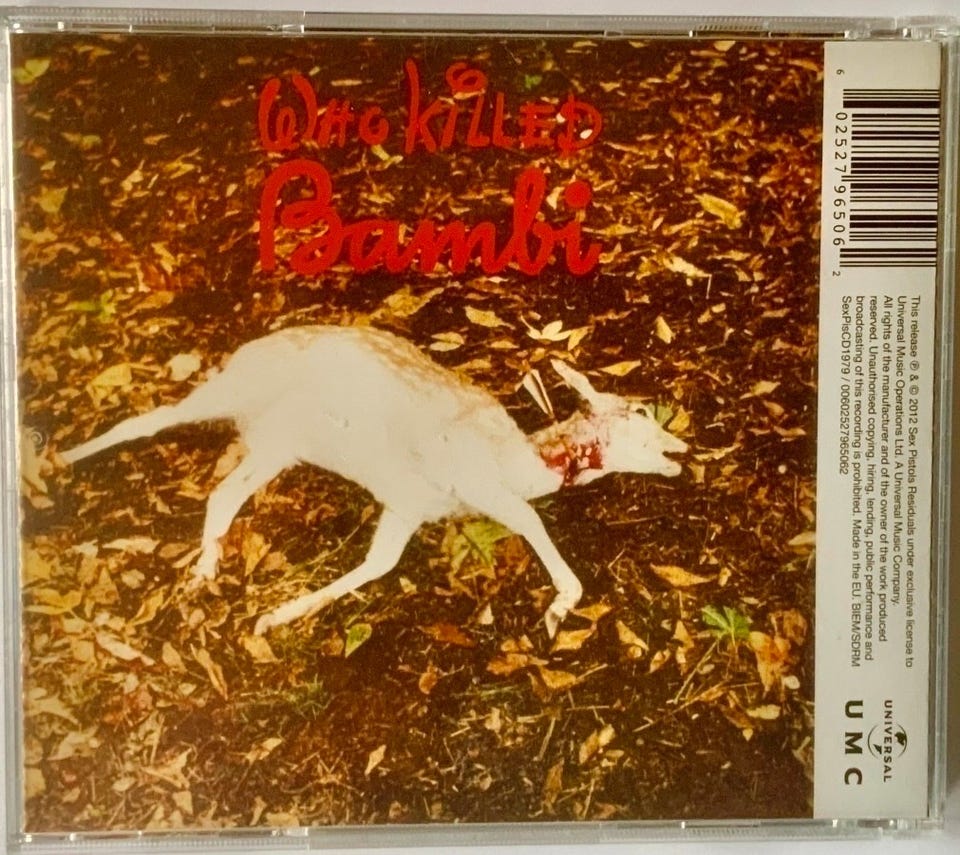 WHO KiLLED
Bambi
6 02527 96506 2
This release ℗ & © 2012 Sex Pistols Residuals under exclusive license to
Universal Music Operations Ltd. A Universal Music Company.
All rights of the manufacturer and of the owner of the work produced
reserved. Unauthorised copying, hiring, lending, public performance and
broadcasting of this recording is prohibited. Made in the EU. BIEM/SDRM
SexPisCD1979 / 00602527965062
UNIVERSAL
UMC